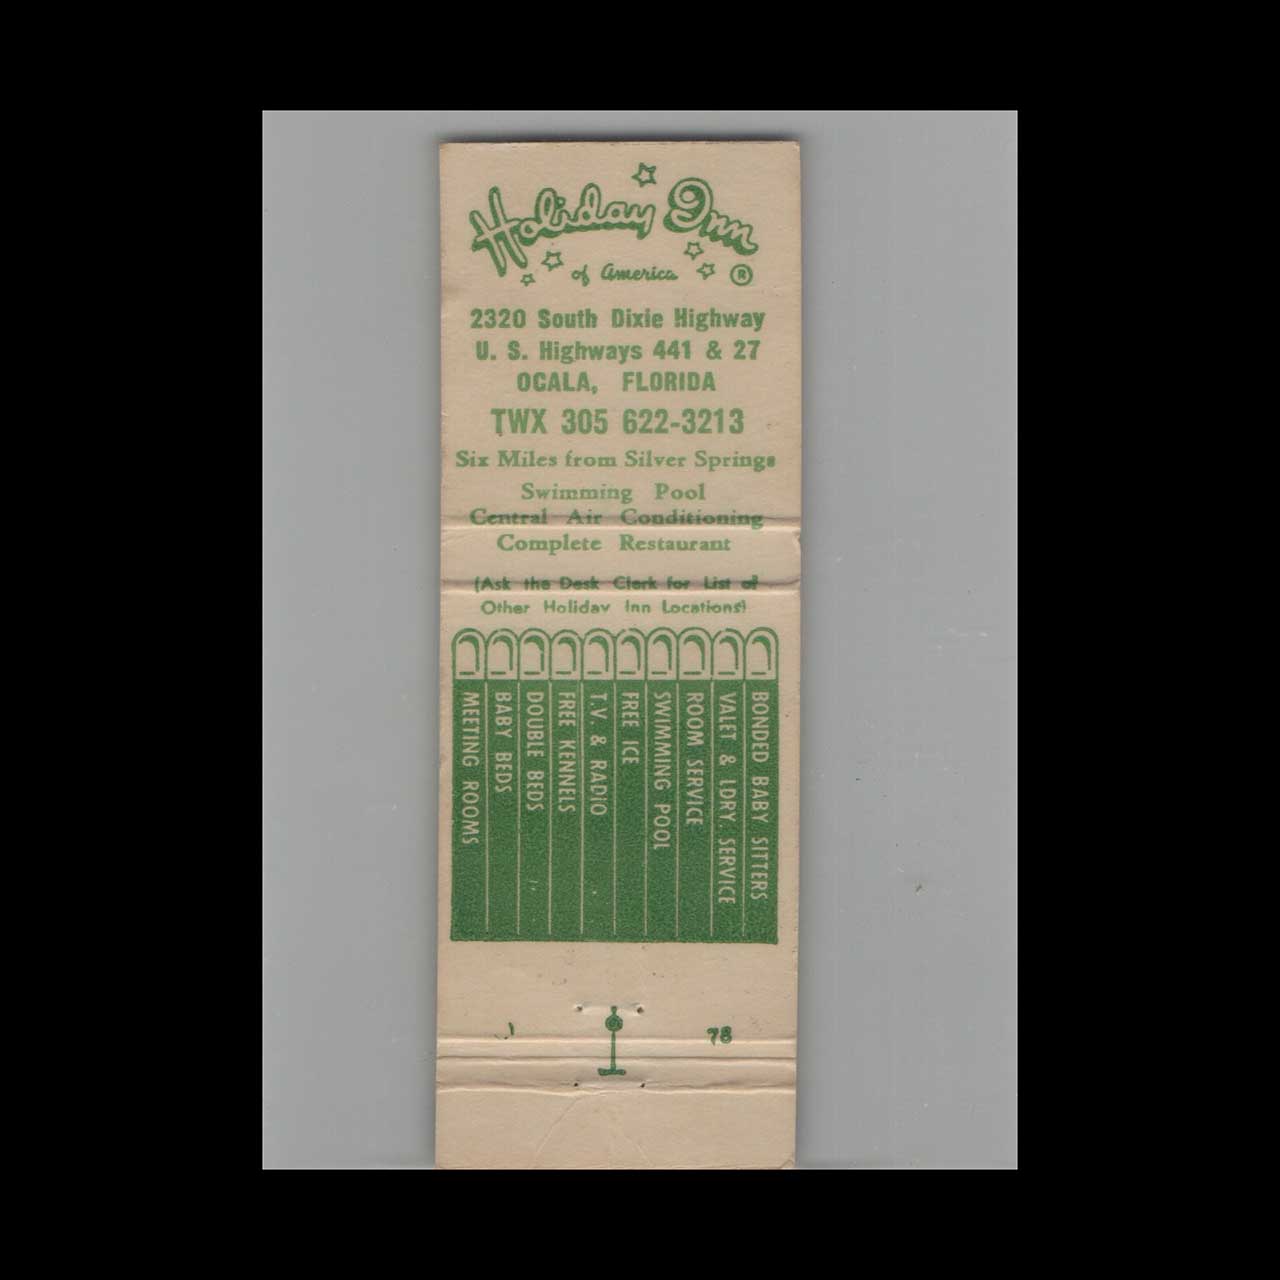 Holiday Inn
of America ®
2320 South Dixie Highway
U. S. Highways 441 & 27
OCALA, FLORIDA
TWX 305 622-3213
Six Miles from Silver Springs
Swimming Pool
Central Air Conditioning
Complete Restaurant
(Ask the Desk Clerk for List of
Other Holiday Inn Locations)
BONDED BABY SITTERS
VALET & LDRY. SERVICE
ROOM SERVICE
SWIMMING POOL
FREE ICE
T.V. & RADIO
FREE KENNELS
DOUBLE BEDS
BABY BEDS
MEETING ROOMS
78